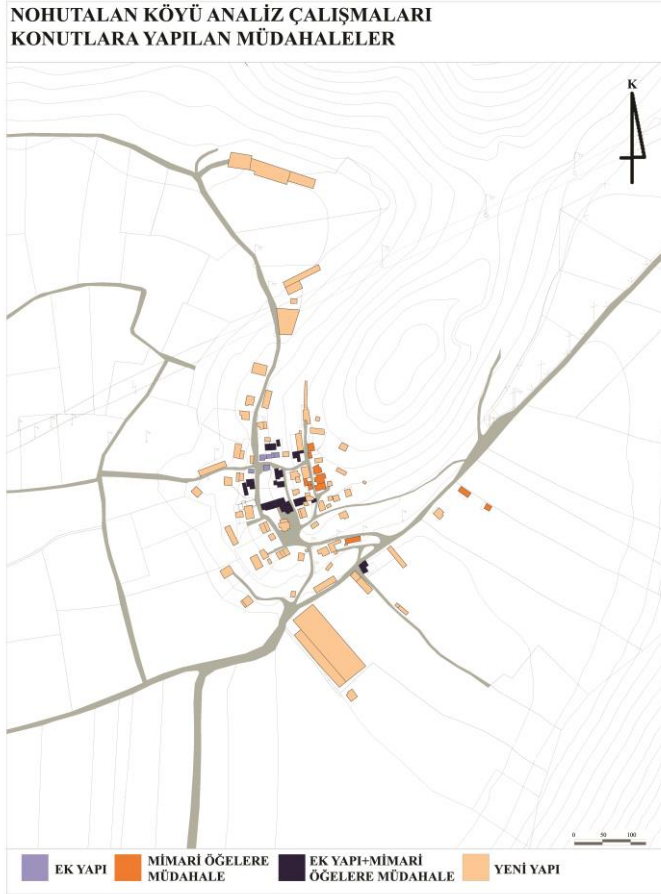 NOHUTALAN KÖYÜ ANALİZ ÇALIŞMALARI
KONUTLARA YAPILAN MÜDAHALELER
K
0 50 100
EK YAPI
MİMARİ ÖĞELERE
MÜDAHALE
EK YAPI+MİMARİ
ÖĞELERE MÜDAHALE
YENİ YAPI